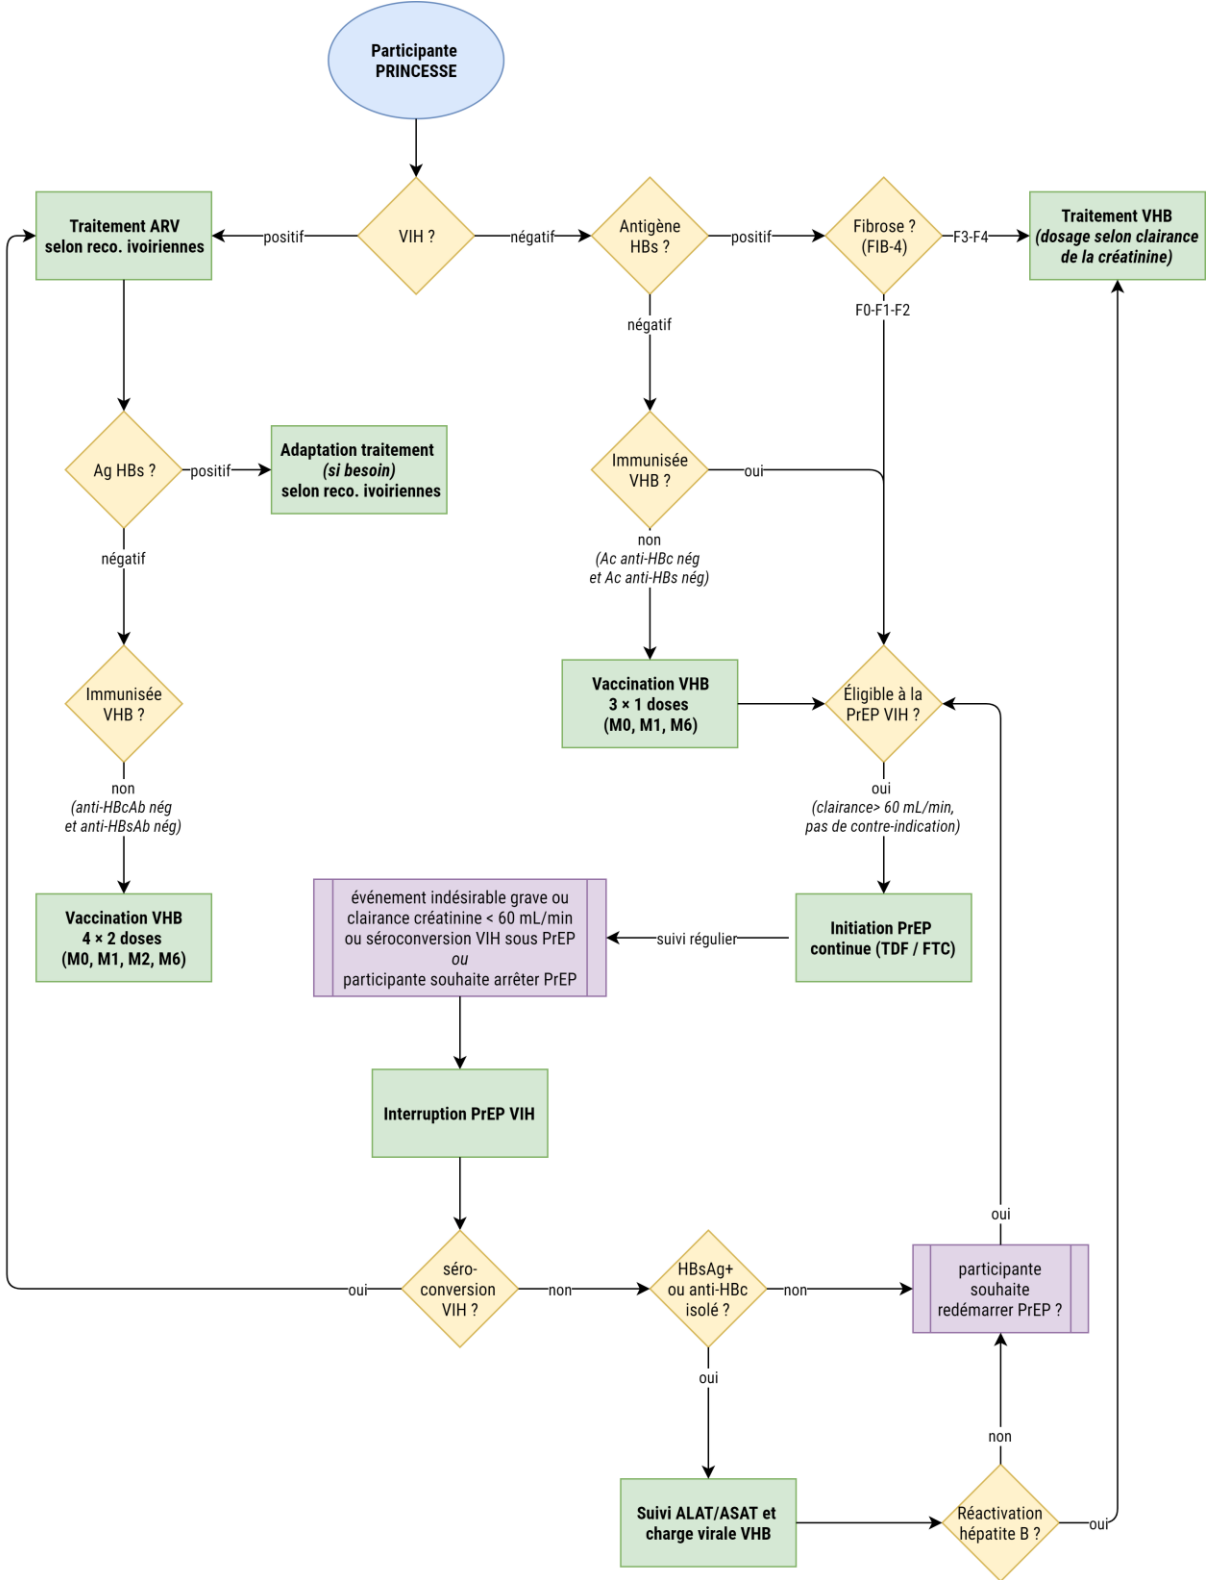 Participante
PRINCESSE
Traitement ARV
selon reco. ivoiriennes
positif
VIH ?
négatif
Antigène
HBs ?
positif
Fibrose ?
(FIB-4)
F3-F4
Traitement VHB
(dosage selon clairance
de la créatinine)
négatif
F0-F1-F2
Ag HBs ?
positif
Adaptation traitement
(si besoin)
selon reco. ivoiriennes
Immunisée
VHB ?
oui
négatif
non
(Ac anti-HBc nég
et Ac anti-HBs nég)
Immunisée
VHB ?
Vaccination VHB
3 × 1 doses
(M0, M1, M6)
Éligible à la
PrEP VIH ?
non
(anti-HBcAb nég
et anti-HBsAb nég)
oui
(clairance> 60 mL/min,
pas de contre-indication)
Vaccination VHB
4 × 2 doses
(M0, M1, M2, M6)
événement indésirable grave ou
clairance créatinine < 60 mL/min
ou séroconversion VIH sous PrEP
ou
participante souhaite arrêter PrEP
suivi régulier
Initiation PrEP
continue (TDF / FTC)
Interruption PrEP VIH
oui
oui
séro-
conversion
VIH ?
non
HBsAg+
ou anti-HBc
isolé ?
non
participante
souhaite
redémarrer PrEP ?
oui
non
Suivi ALAT/ASAT et
charge virale VHB
Réactivation
hépatite B ?
oui